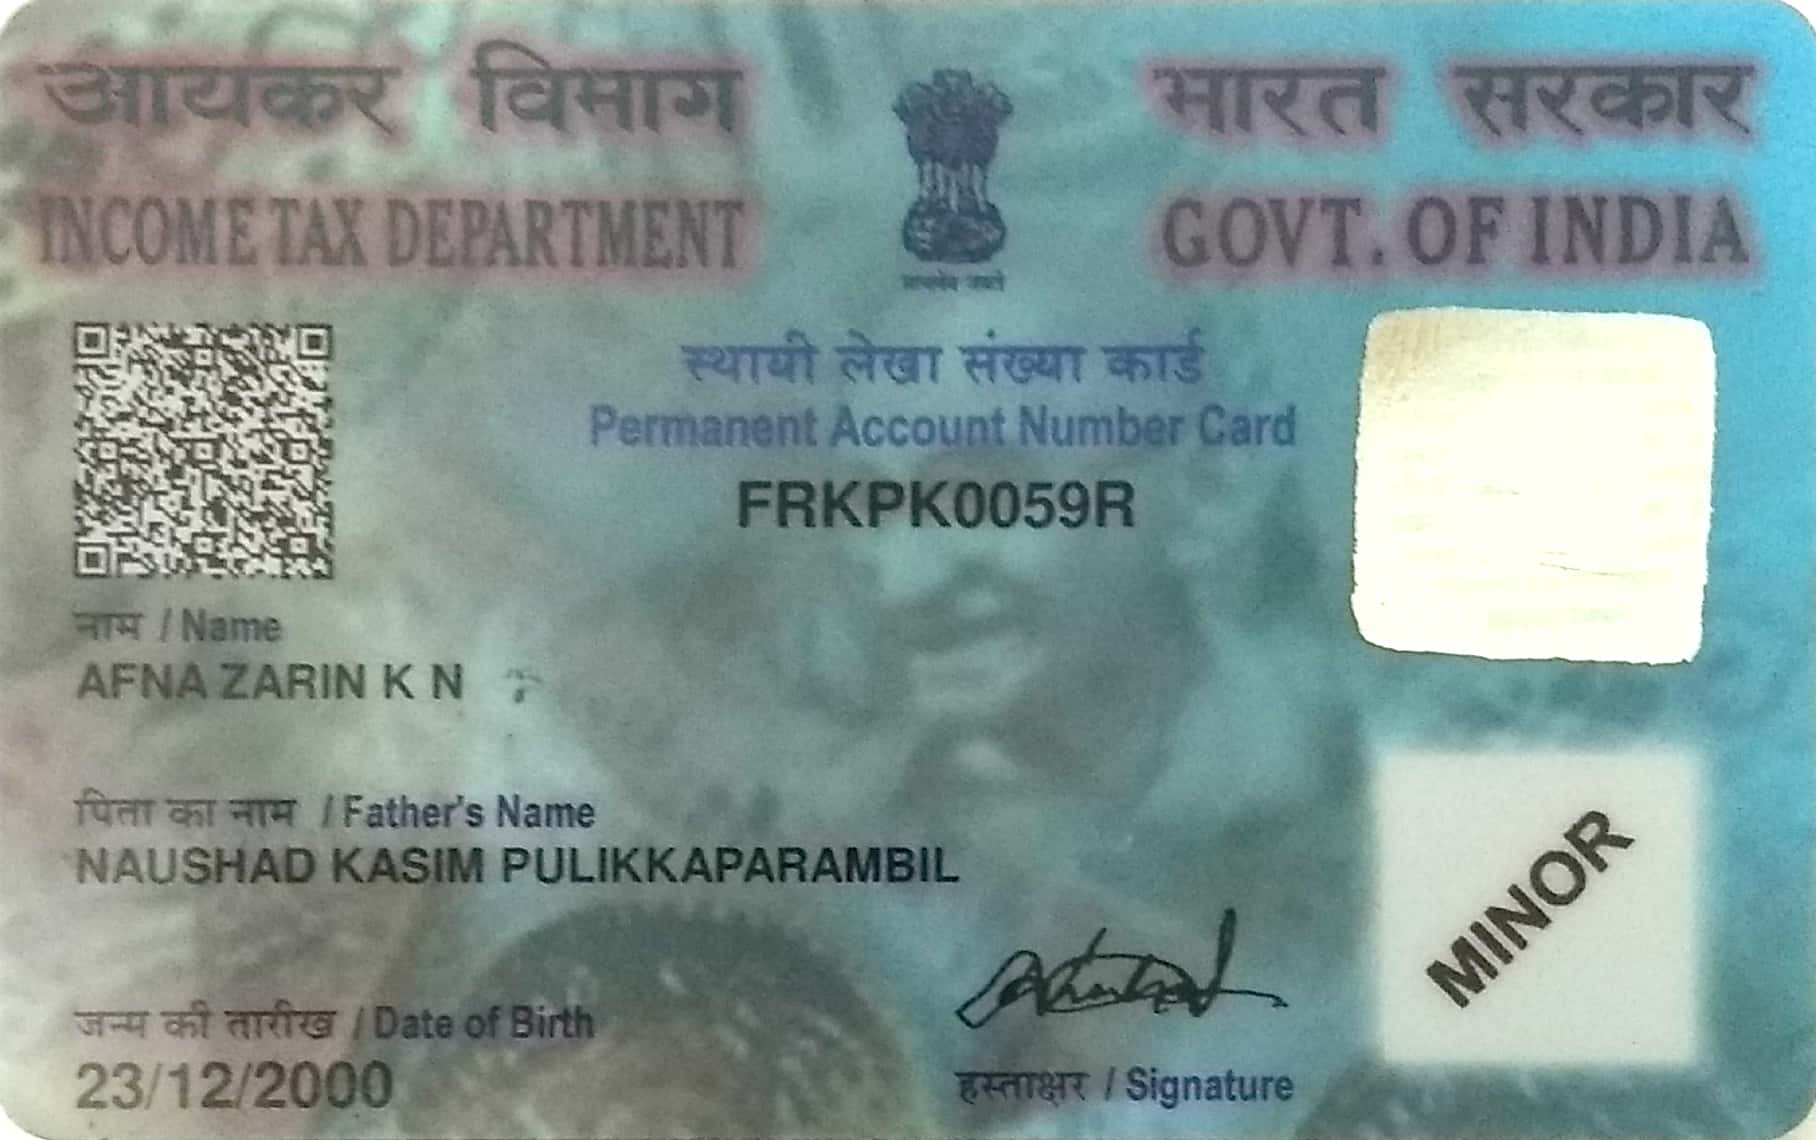 आयकर विभाग
INCOME TAX DEPARTMENT
भारत सरकार
GOVT. OF INDIA
सत्यमेव जयते
स्थायी लेखा संख्या कार्ड
Permanent Account Number Card
FRKPK0059R
नाम / Name
AFNA ZARIN K N
पिता का नाम / Father's Name
NAUSHAD KASIM PULIKKAPARAMBIL
जन्म की तारीख / Date of Birth
23/12/2000
हस्ताक्षर / Signature
MINOR